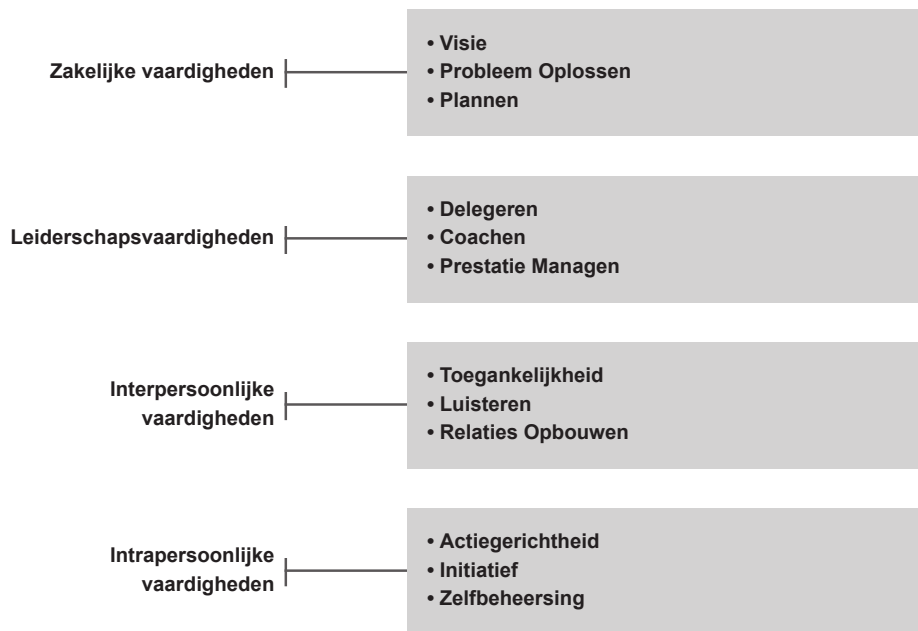 Zakelijke vaardigheden
• Visie
• Probleem Oplossen
• Plannen
Leiderschapsvaardigheden
• Delegeren
• Coachen
• Prestatie Managen
Interpersoonlijke
vaardigheden
• Toegankelijkheid
• Luisteren
• Relaties Opbouwen
Intrapersoonlijke
vaardigheden
• Actiegerichtheid
• Initiatief
• Zelfbeheersing